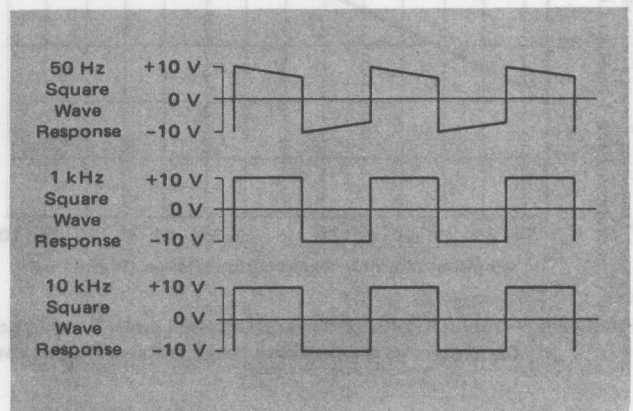 50 Hz +10 V
Square 0 V
Wave
Response -10 V
1 kHz +10 V
Square
Wave 0 V
Response -10 V
10 kHz +10 V
Square
Wave 0 V
Response -10 V